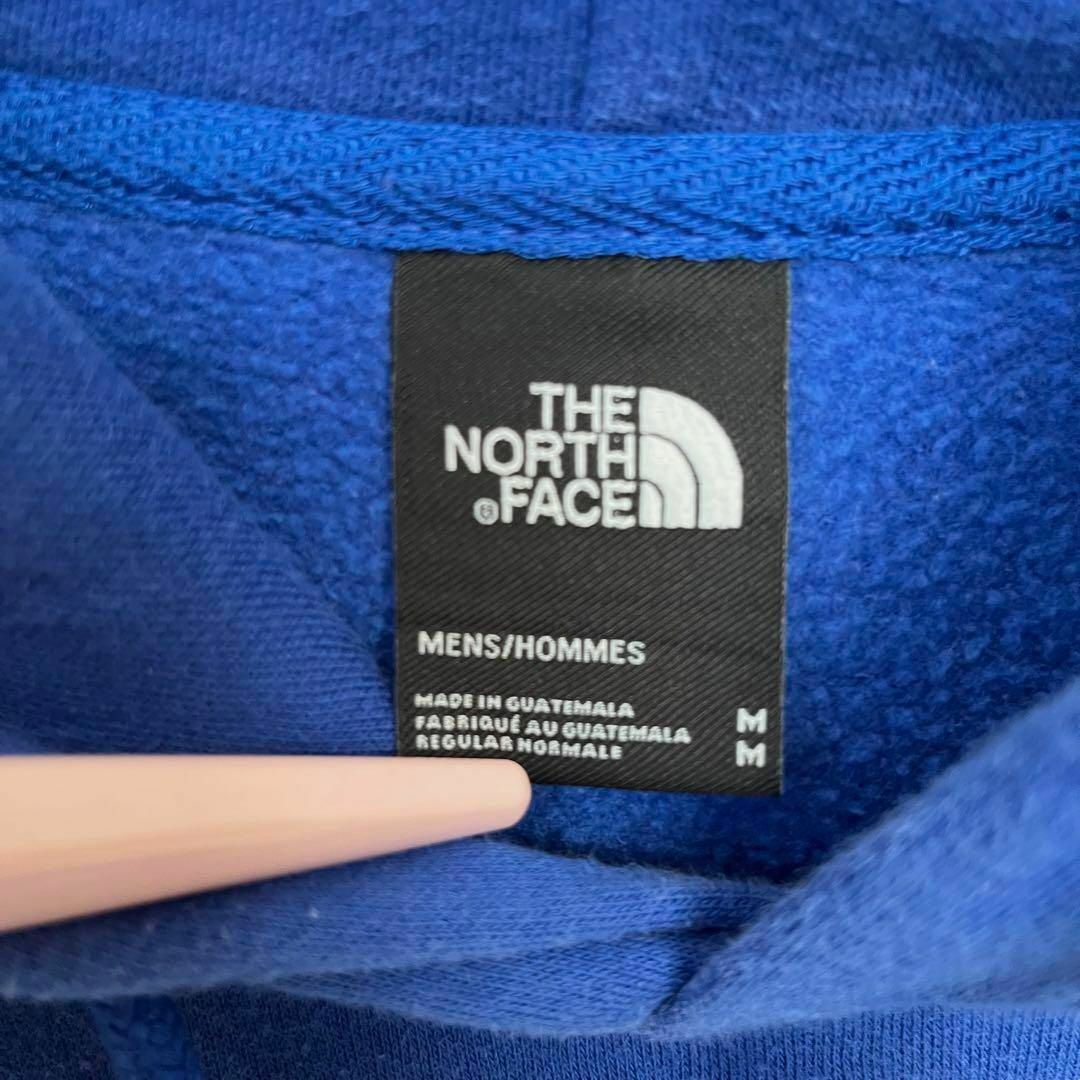 THE
NORTH
® FACE
MENS/HOMMES
MADE IN GUATEMALA
FABRIQUÉ AU GUATEMALA M
REGULAR NORMALE M